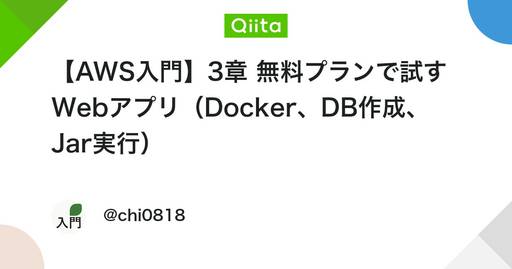 Qiita
【AWS入門】3章 無料プランで試す
Webアプリ（Docker、DB作成、
Jar実行）
入門
@chi0818